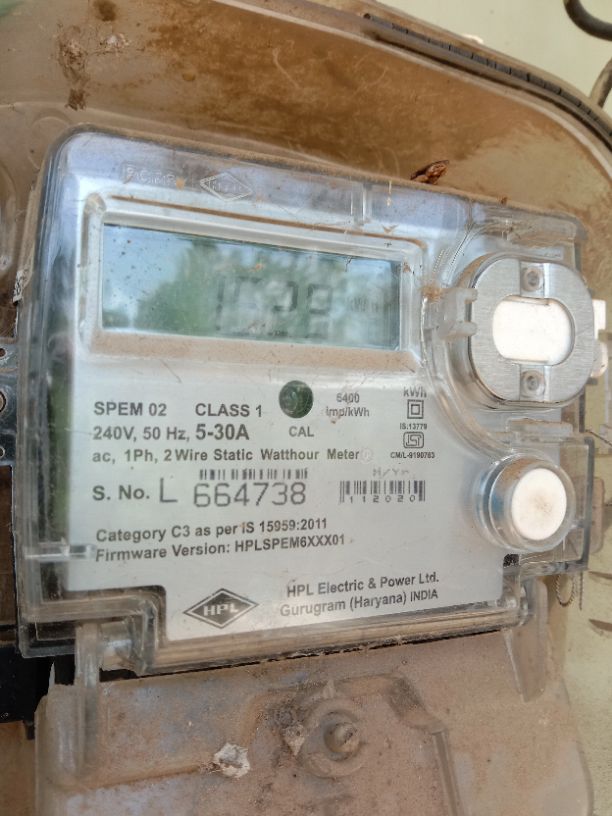 SPEM 02 CLASS 1
6400 imp/kWh
kWh
240V, 50 Hz, 5-30A
CAL
IS:13779
ac, 1Ph, 2 Wire Static Watthour Meter
CM/L-9190763
S. No. L 664738
M/YR
112020
Category C3 as per IS 15959:2011
Firmware Version: HPLSPEM6XXX01
HPL
HPL Electric & Power Ltd.
Gurugram (Haryana) INDIA